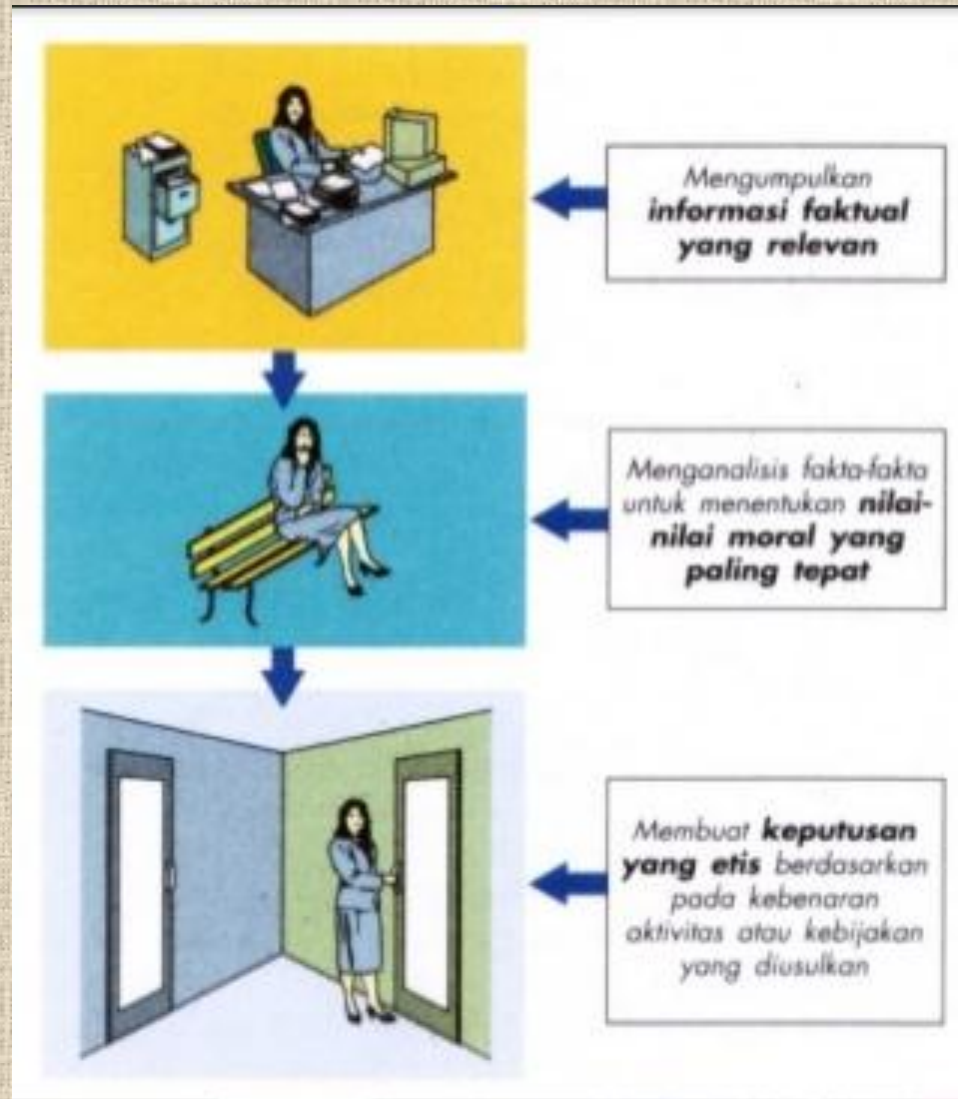 Mengumpulkan
informasi faktual
yang relevan
Menganalisis fakta-fakta
untuk menentukan nilai-
nilai moral yang
paling tepat
Membuat keputusan
yang etis berdasarkan
pada kebenaran
aktivitas atau kebijakan
yang diusulkan